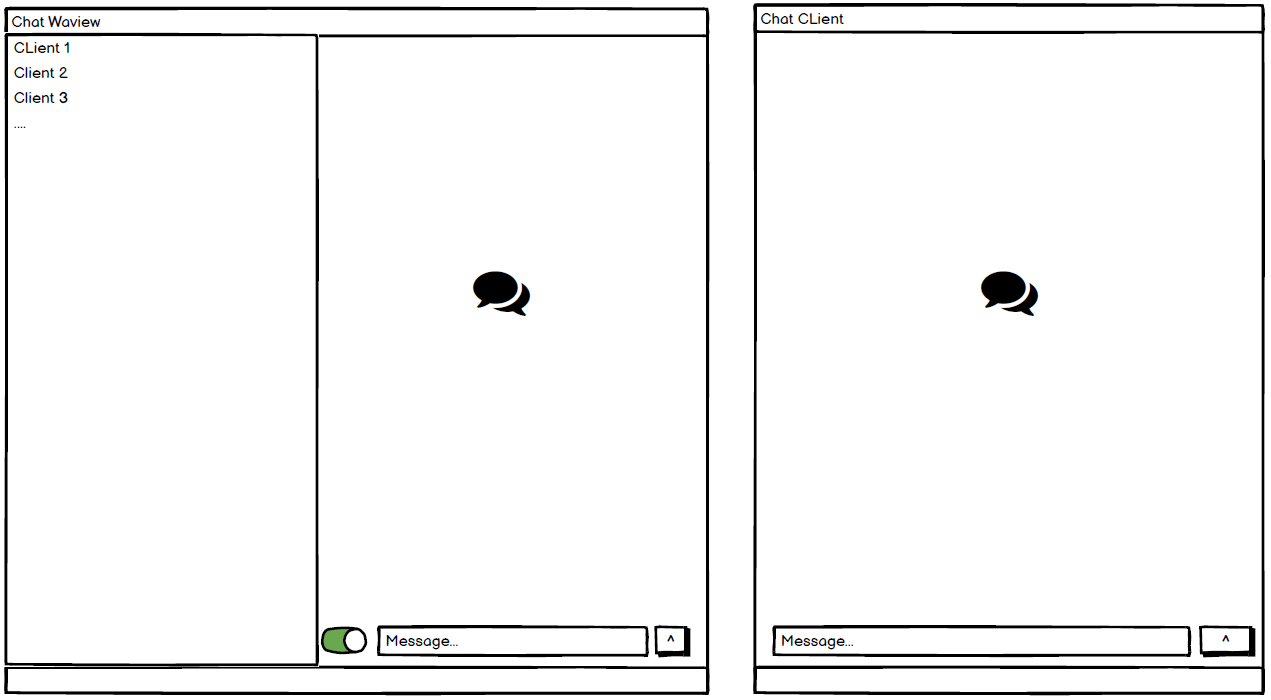 Chat Waview
CLient 1
Client 2
Client 3
....
Message...
^
Chat CLient
Message...
^